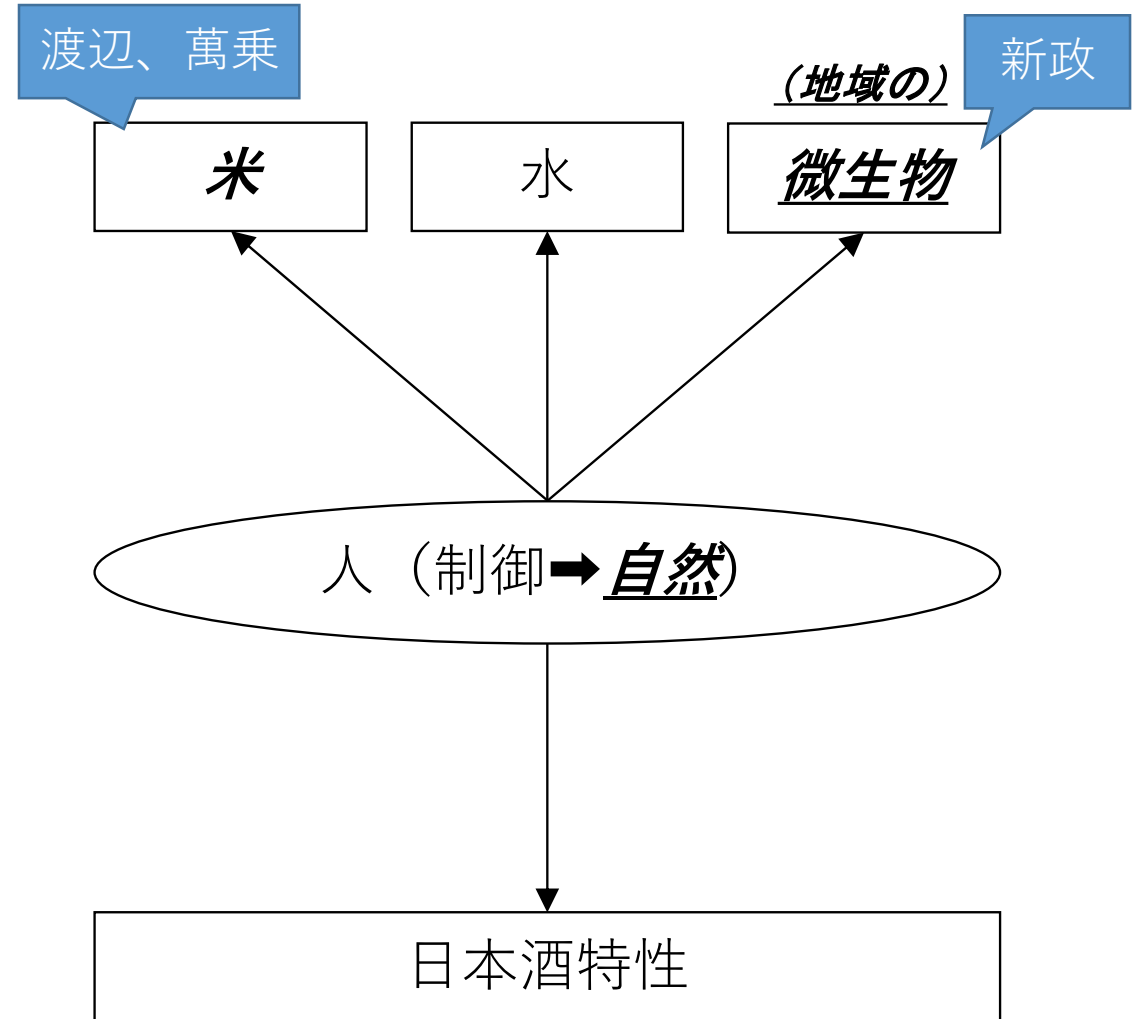 渡辺、萬乗
新政
（地域の）
米
水
微生物
人（制御➡自然）
日本酒特性